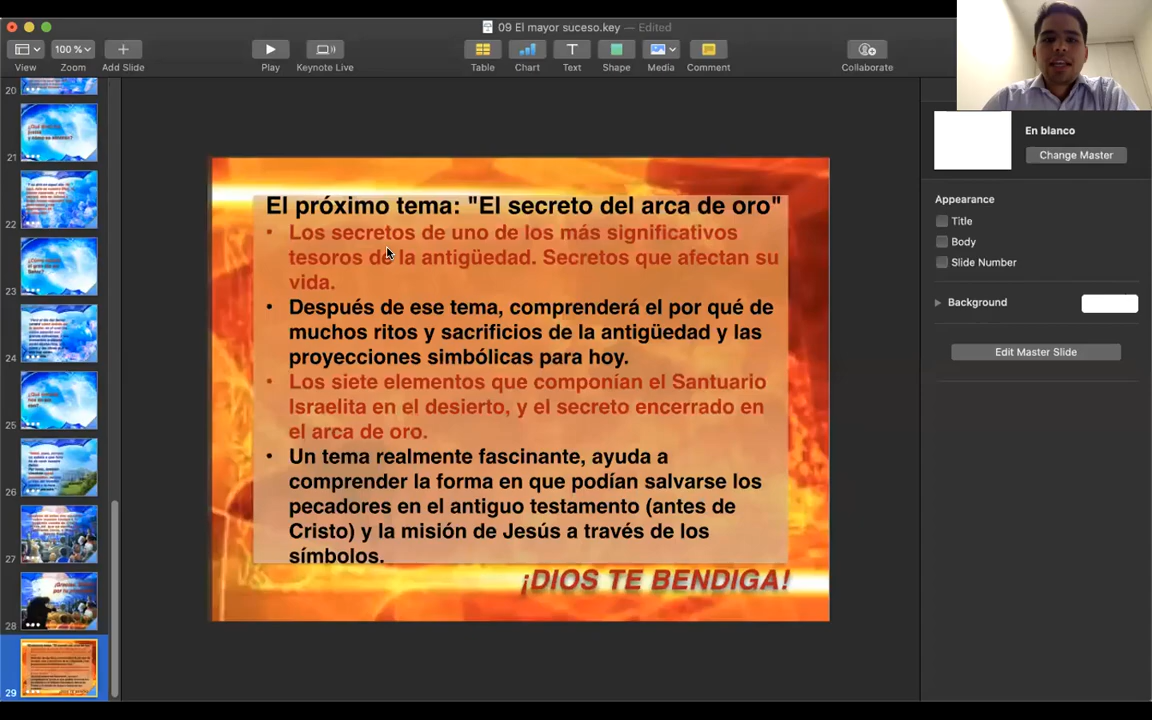 09 El mayor suceso.key — Edited
View
100 %
Zoom
Add Slide
Play
Keynote Live
Table
Chart
Text
Shape
Media
Comment
Collaborate
20
21
22
23
24
25
26
27
28
29
El próximo tema: "El secreto del arca de oro"
• Los secretos de uno de los más significativos
tesoros de la antigüedad. Secretos que afectan su
vida.
• Después de ese tema, comprenderá el por qué de
muchos ritos y sacrificios de la antigüedad y las
proyecciones simbólicas para hoy.
• Los siete elementos que componían el Santuario
Israelita en el desierto, y el secreto encerrado en
el arca de oro.
• Un tema realmente fascinante, ayuda a
comprender la forma en que podían salvarse los
pecadores en el antiguo testamento (antes de
Cristo) y la misión de Jesús a través de los
símbolos.
¡DIOS TE BENDIGA!
En blanco
Change Master
Appearance
Title
Body
Slide Number
Background
Edit Master Slide